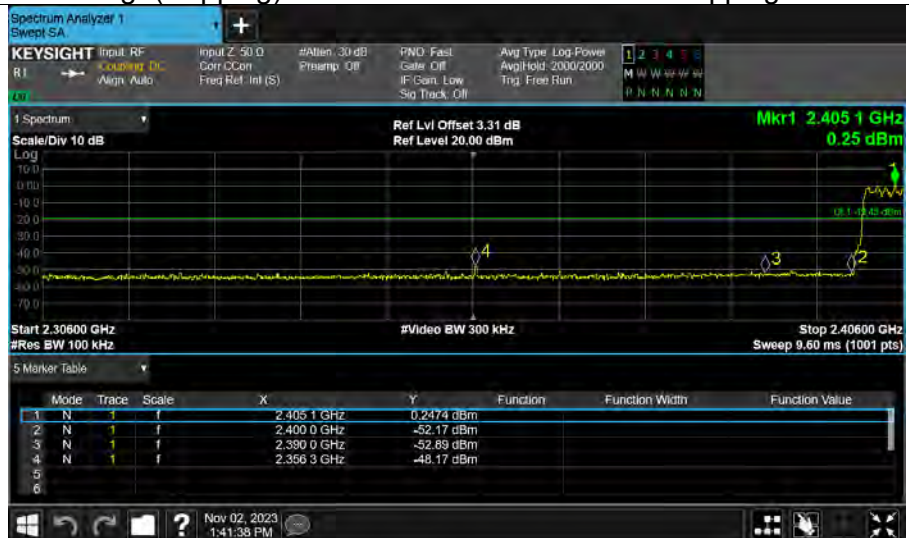 Spectrum Analyzer 1
Swept SA
+
KEYSIGHT Input: RF
Coupling: DC
Align: Auto
Input Z: 50 Ω
Corr CCorr
Freq Ref: Int (S)
#Atten: 30 dB
Preamp: Off
PNO: Fast
Gate: Off
IF Gain: Low
Sig Track: Off
Avg Type: Log-Power
Avg|Hold: 2000/2000
Trig: Free Run
1 2 3 4 5 6
M W W W W W
P N N N N N
1 Spectrum
Scale/Div 10 dB
Ref Lvl Offset 3.31 dB
Ref Level 20.00 dBm
Mkr1 2.405 1 GHz
0.25 dBm
Log
10.0
0.00
-10.0
-20.0
-30.0
-40.0
-50.0
-60.0
-70.0
1
2
3
4
Start 2.30600 GHz
#Res BW 100 kHz
#Video BW 300 kHz
Stop 2.40600 GHz
Sweep 9.60 ms (1001 pts)
5 Marker Table
Mode Trace Scale X Y Function Function Width Function Value
1 N 1 f 2.405 1 GHz 0.2474 dBm
2 N 1 f 2.400 0 GHz -52.17 dBm
3 N 1 f 2.390 0 GHz -52.89 dBm
4 N 1 f 2.356 3 GHz -48.17 dBm
5
6
?
Nov 02, 2023
1:41:38 PM